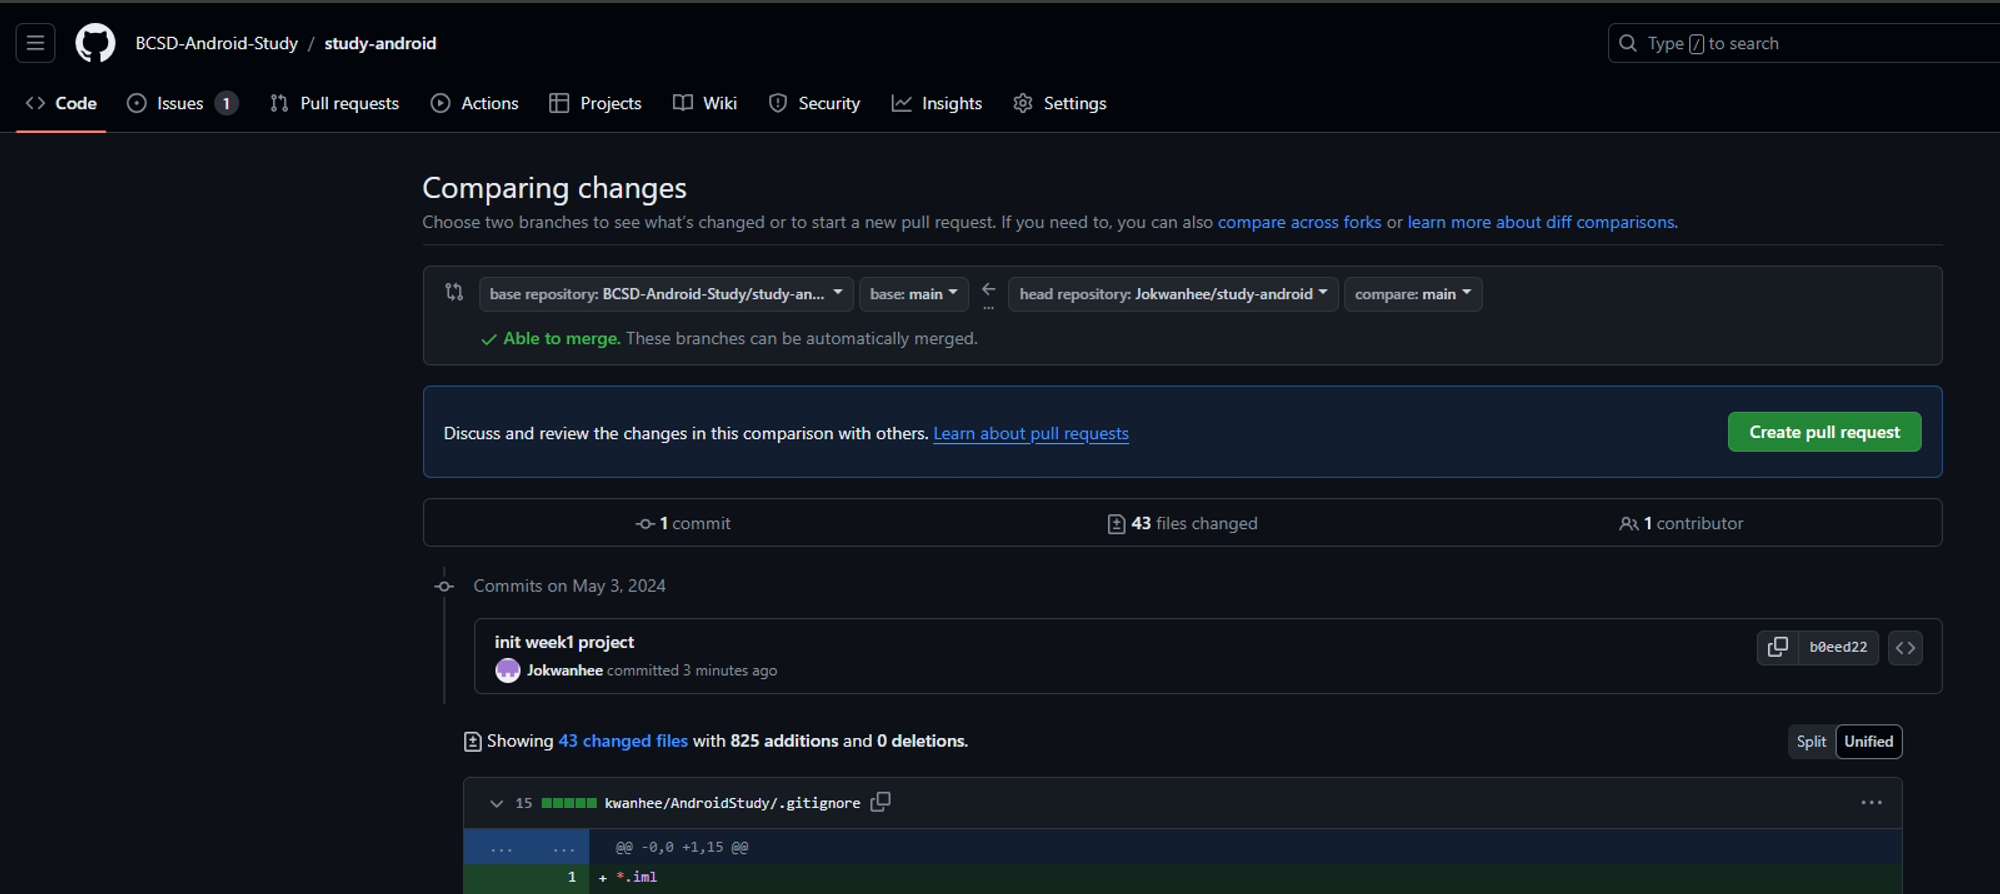 BCSD-Android-Study / study-android
Type / to search
Code Issues 1 Pull requests Actions Projects Wiki Security Insights Settings
Comparing changes
Choose two branches to see what's changed or to start a new pull request. If you need to, you can also compare across forks or learn more about diff comparisons.
base repository: BCSD-Android-Study/study-an... base: main ← ... head repository: Jokwanhee/study-android compare: main
Able to merge. These branches can be automatically merged.
Discuss and review the changes in this comparison with others. Learn about pull requests
Create pull request
1 commit 43 files changed 1 contributor
Commits on May 3, 2024
init week1 project
Jokwanhee committed 3 minutes ago
b0eed22
Showing 43 changed files with 825 additions and 0 deletions.
Split Unified
15 kwanhee/AndroidStudy/.gitignore
... ... @@ -0,0 +1,15 @@
1 + *.iml